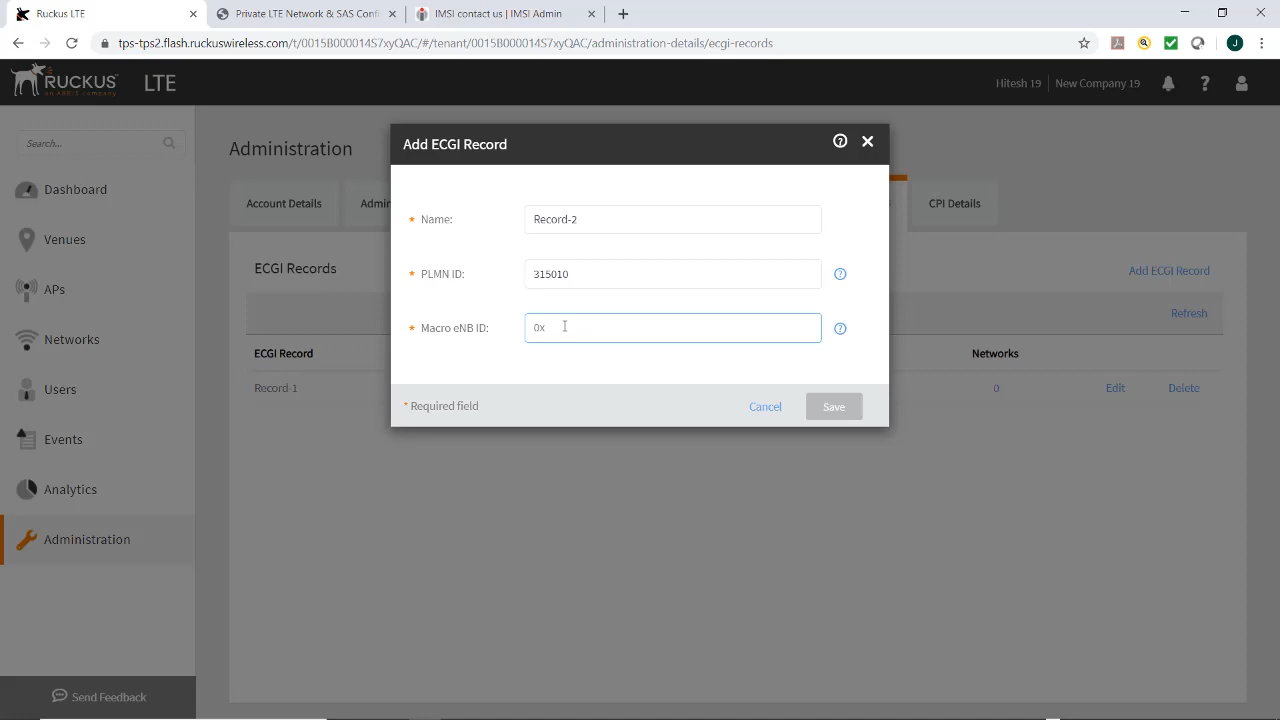 Ruckus LTE
Private LTE Network & SAS Confi
IMSI contact us | IMSI Admin
tps-tps2.flash.ruckuswireless.com/t/0015B000014S7xyQAC/#/tenant/0015B000014S7xyQAC/administration-details/ecgi-records
J
RUCKUS
an ARRIS company
LTE
Hitesh 19
New Company 19
?
Search...
Dashboard
Venues
APs
Networks
Users
Events
Analytics
Administration
Send Feedback
Administration
Account Details
Admin
CPI Details
ECGI Records
Add ECGI Record
Refresh
ECGI Record
Networks
Record-1
0
Edit
Delete
Add ECGI Record
?
* Name:
Record-2
* PLMN ID:
315010
?
* Macro eNB ID:
0x
?
* Required field
Cancel
Save